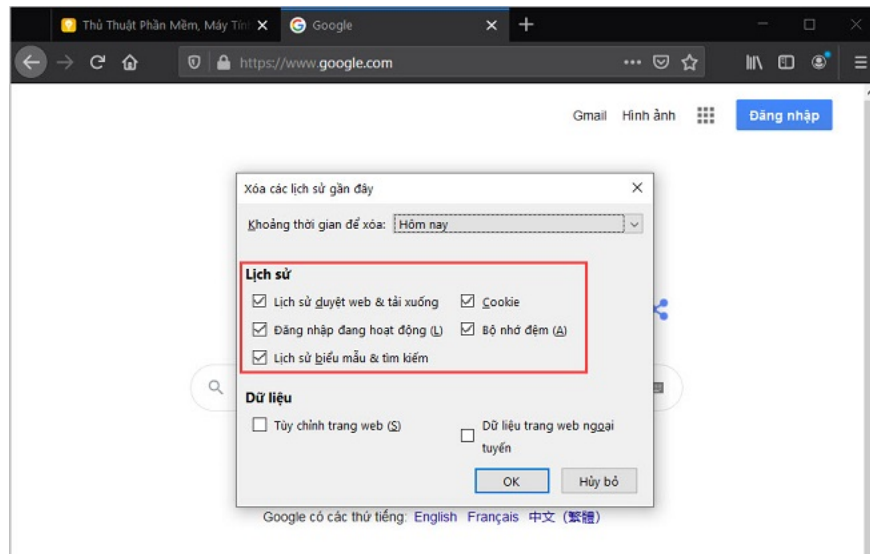 Thủ Thuật Phần Mềm, Máy Tín
Google
https://www.google.com
Gmail Hình ảnh Đăng nhập
Xóa các lịch sử gần đây
Khoảng thời gian để xóa: Hôm nay
Lịch sử
Lịch sử duyệt web & tải xuống Cookie
Đăng nhập đang hoạt động (L) Bộ nhớ đệm (A)
Lịch sử biểu mẫu & tìm kiếm
Dữ liệu
Tùy chỉnh trang web (S) Dữ liệu trang web ngoại
tuyến
OK Hủy bỏ
Google có các thứ tiếng: English Français 中文 (繁體)